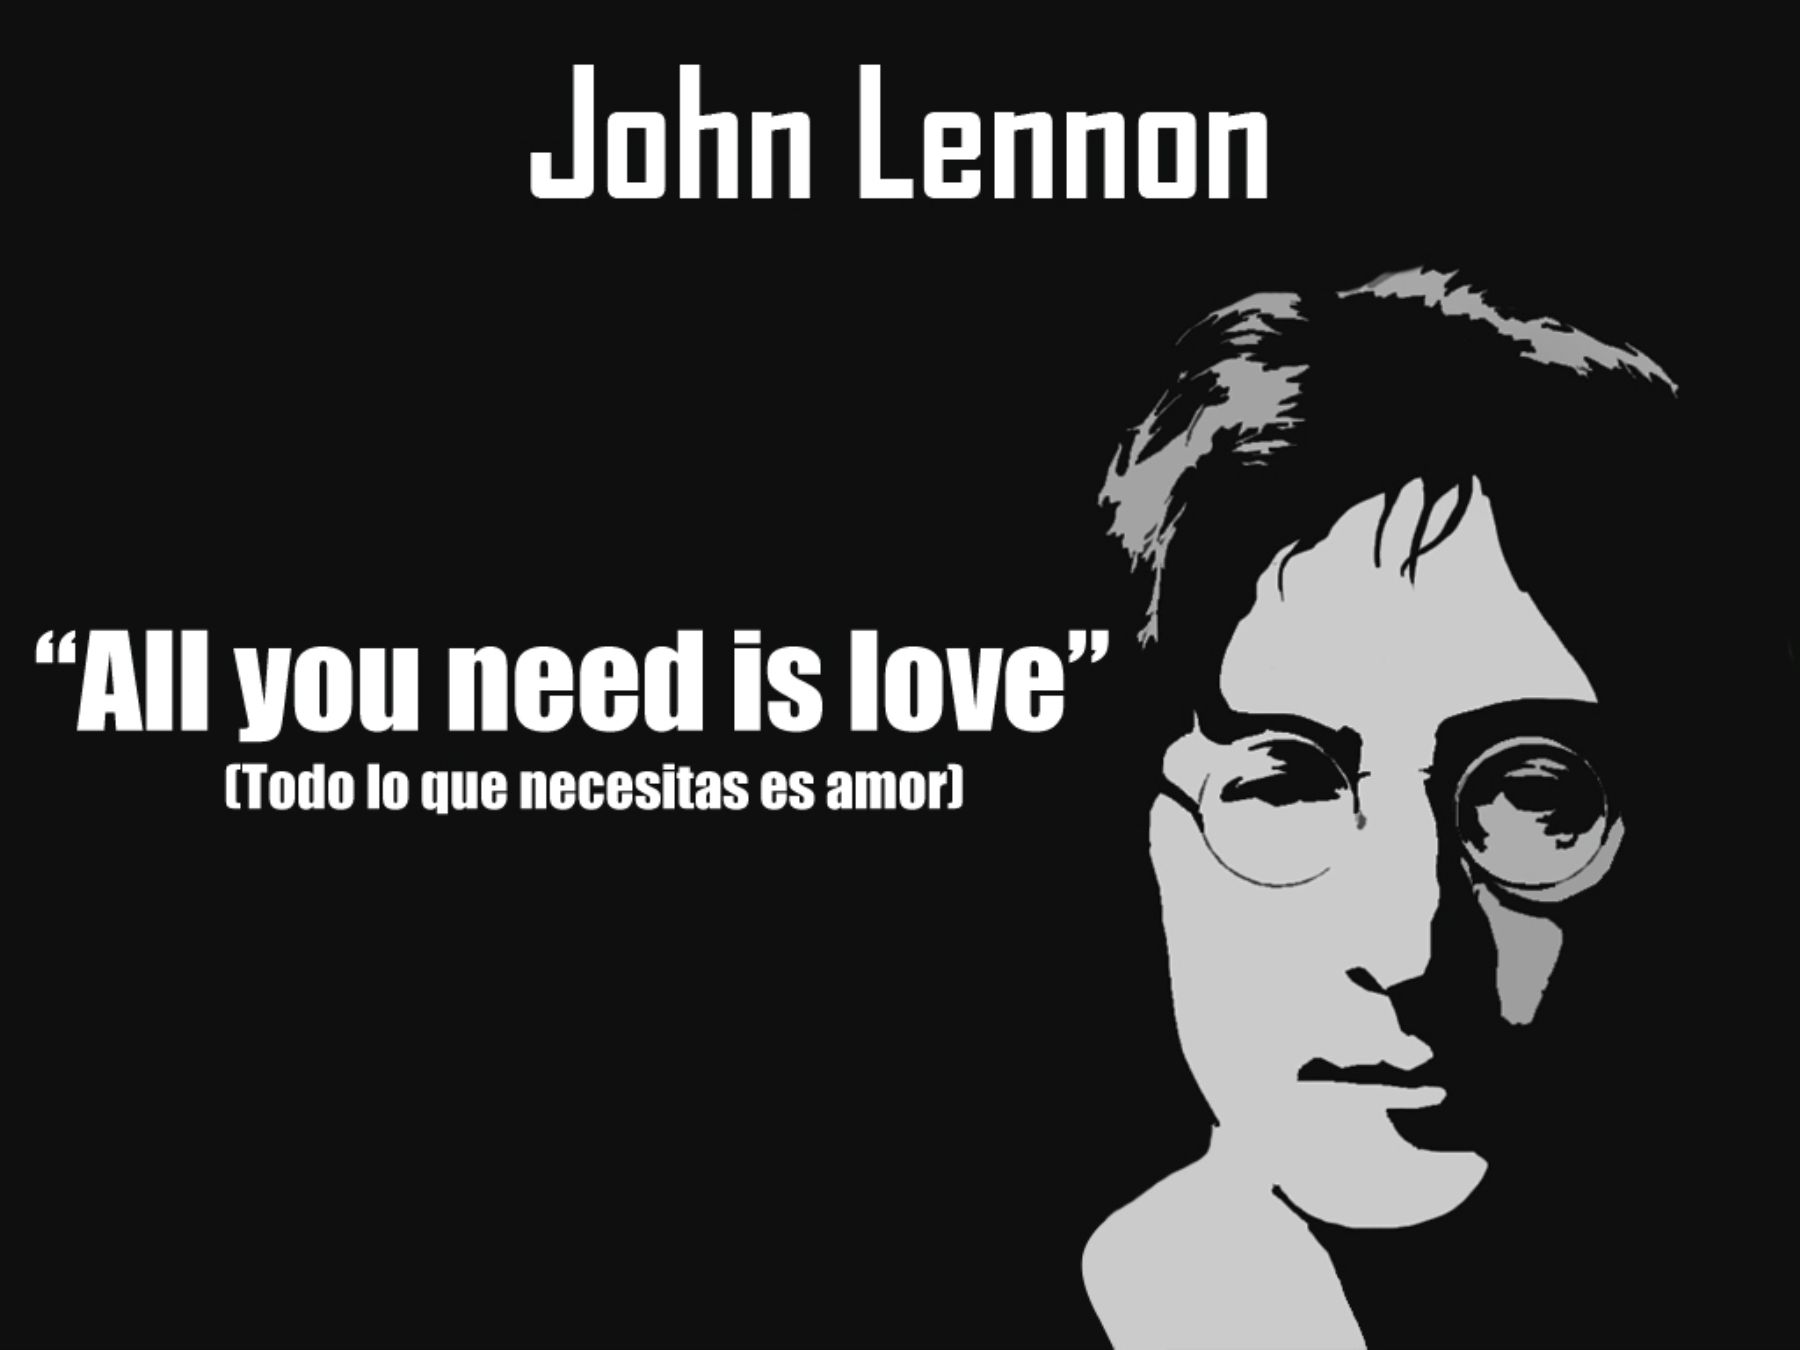 John Lennon
“All you need is love”
(Todo lo que necesitas es amor)